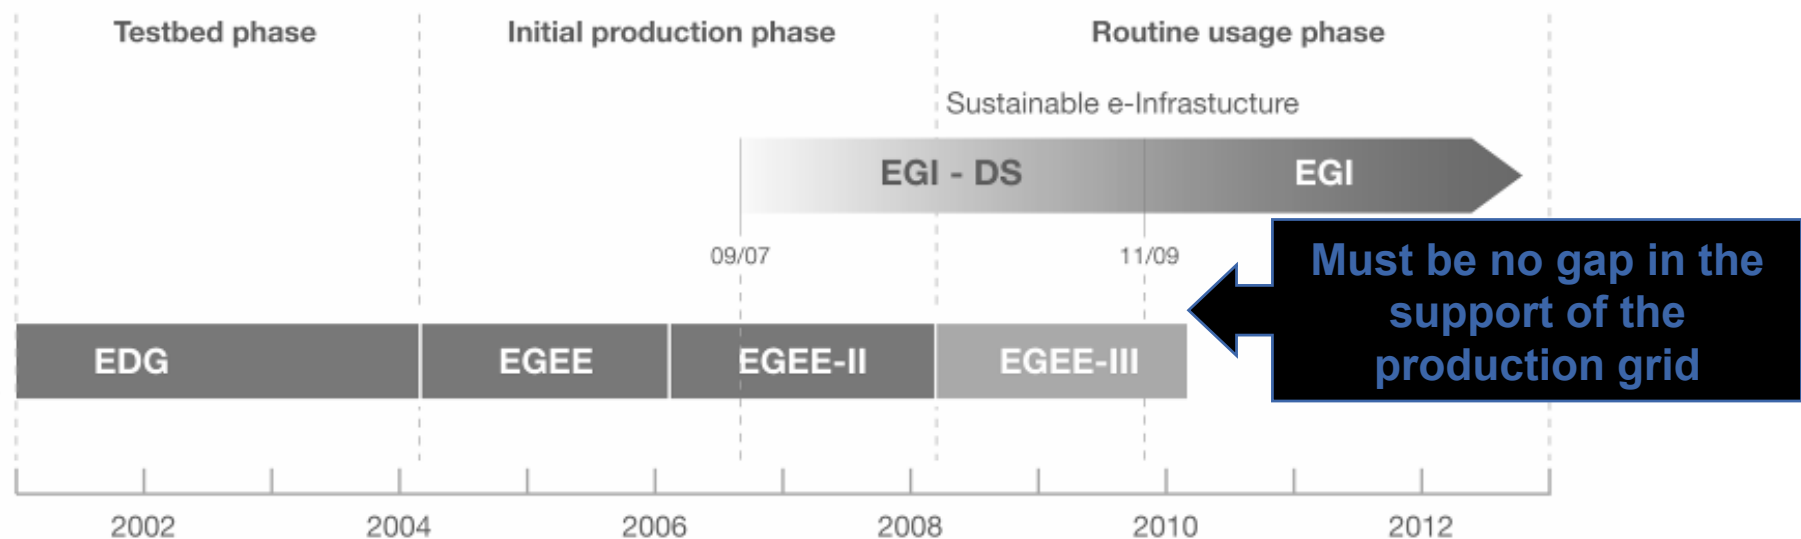 Testbed phase
Initial production phase
Routine usage phase
Sustainable e-Infrastucture
EGI - DS
EGI
09/07
11/09
Must be no gap in the
support of the
production grid
EDG
EGEE
EGEE-II
EGEE-III
2002
2004
2006
2008
2010
2012